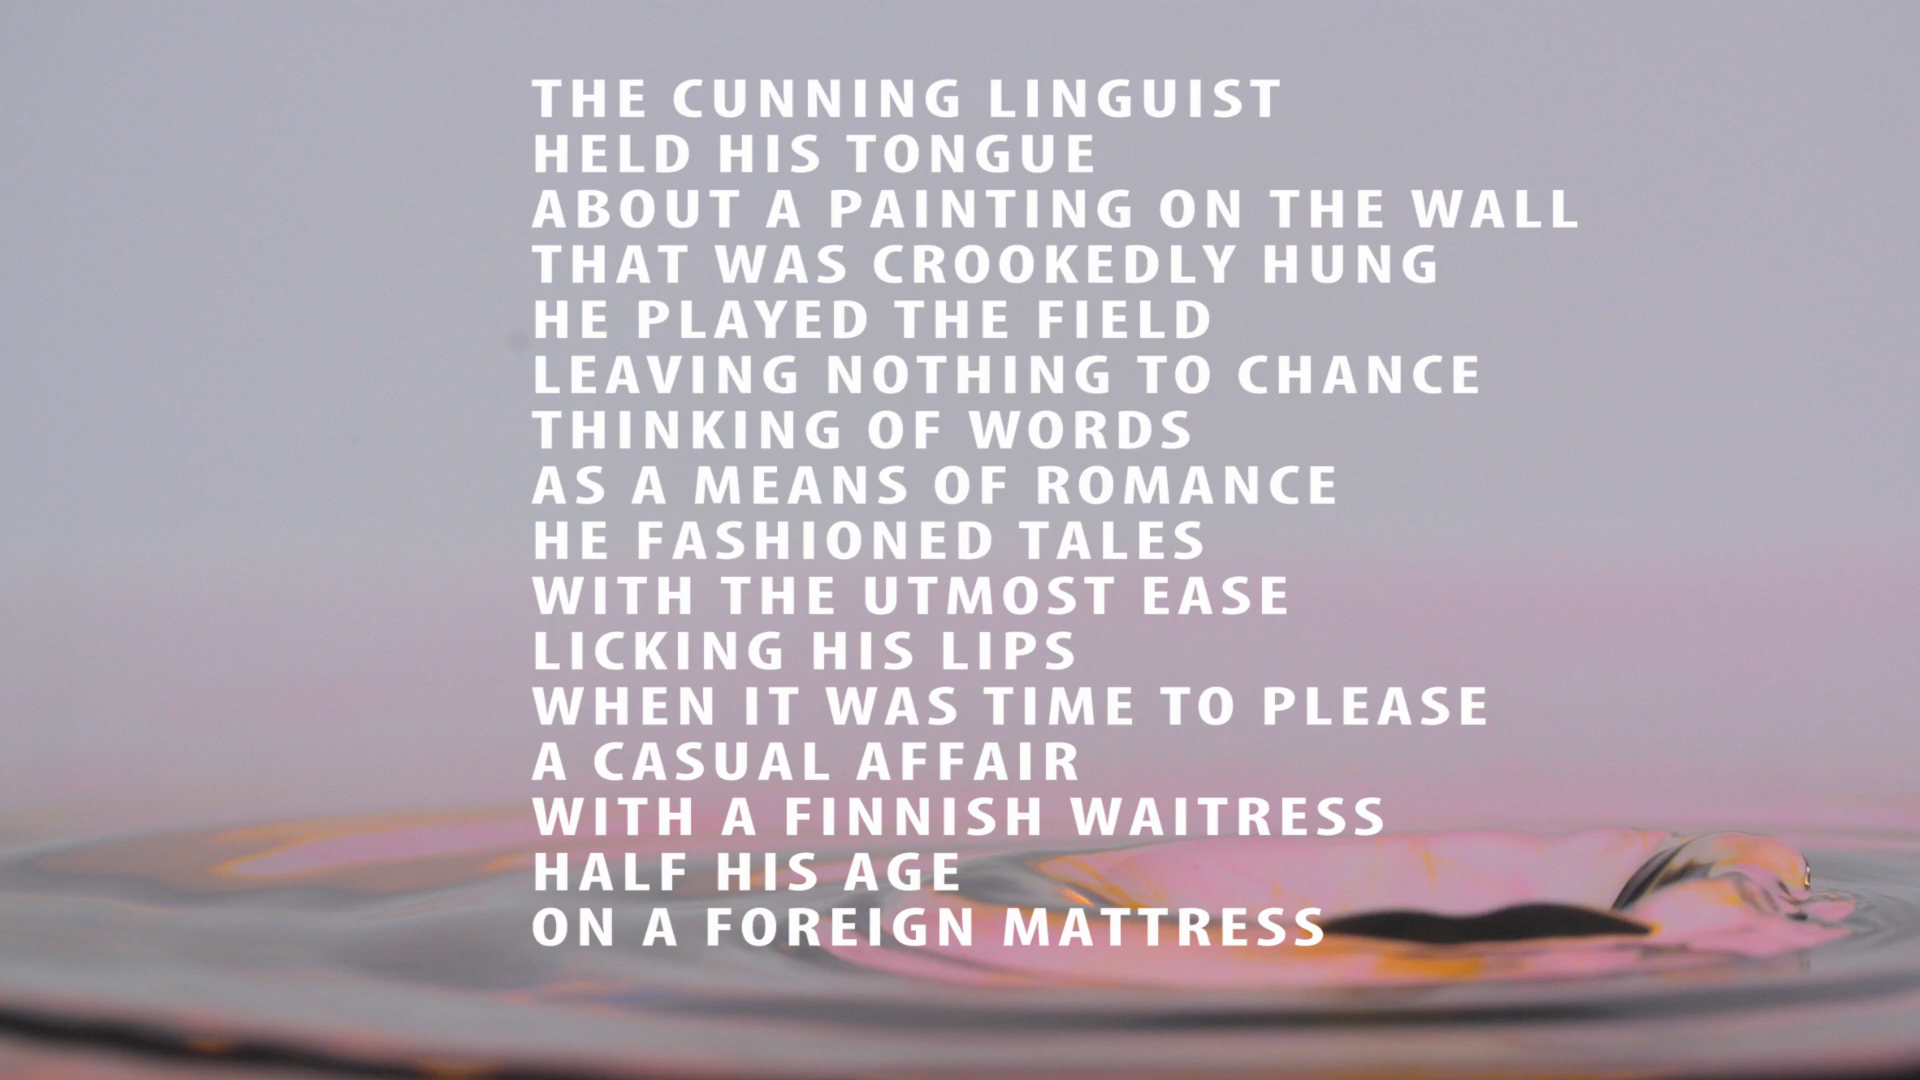 THE CUNNING LINGUIST
HELD HIS TONGUE
ABOUT A PAINTING ON THE WALL
THAT WAS CROOKEDLY HUNG
HE PLAYED THE FIELD
LEAVING NOTHING TO CHANCE
THINKING OF WORDS
AS A MEANS OF ROMANCE
HE FASHIONED TALES
WITH THE UTMOST EASE
LICKING HIS LIPS
WHEN IT WAS TIME TO PLEASE
A CASUAL AFFAIR
WITH A FINNISH WAITRESS
HALF HIS AGE
ON A FOREIGN MATTRESS